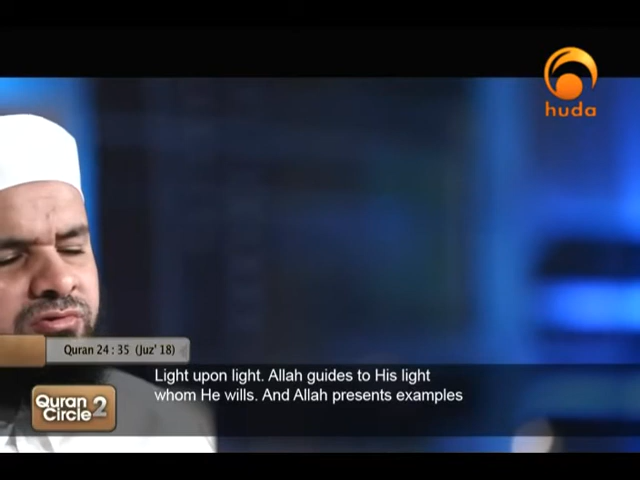 huda
Quran 24 : 35 (Juz' 18)
Light upon light. Allah guides to His light
whom He wills. And Allah presents examples
Quran
Circle 2